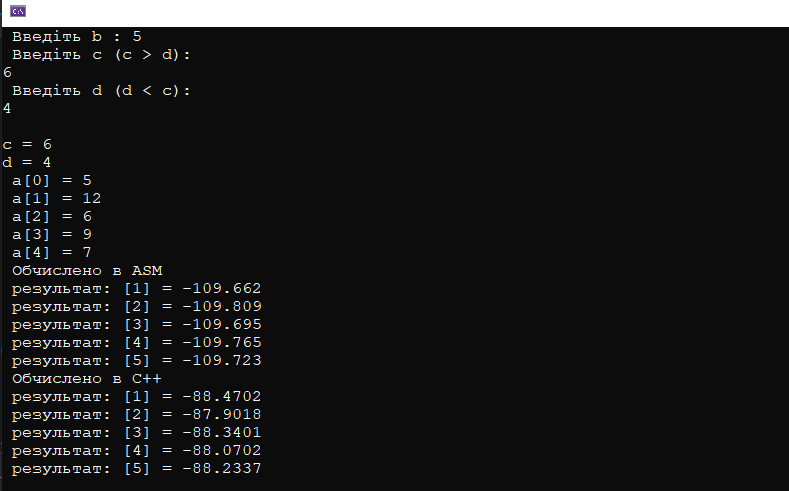 Введіть b : 5
Введіть c (c > d):
6
Введіть d (d < c):
4
c = 6
d = 4
a[0] = 5
a[1] = 12
a[2] = 6
a[3] = 9
a[4] = 7
Обчислено в ASM
результат: [1] = -109.662
результат: [2] = -109.809
результат: [3] = -109.695
результат: [4] = -109.765
результат: [5] = -109.723
Обчислено в C++
результат: [1] = -88.4702
результат: [2] = -87.9018
результат: [3] = -88.3401
результат: [4] = -88.0702
результат: [5] = -88.2337